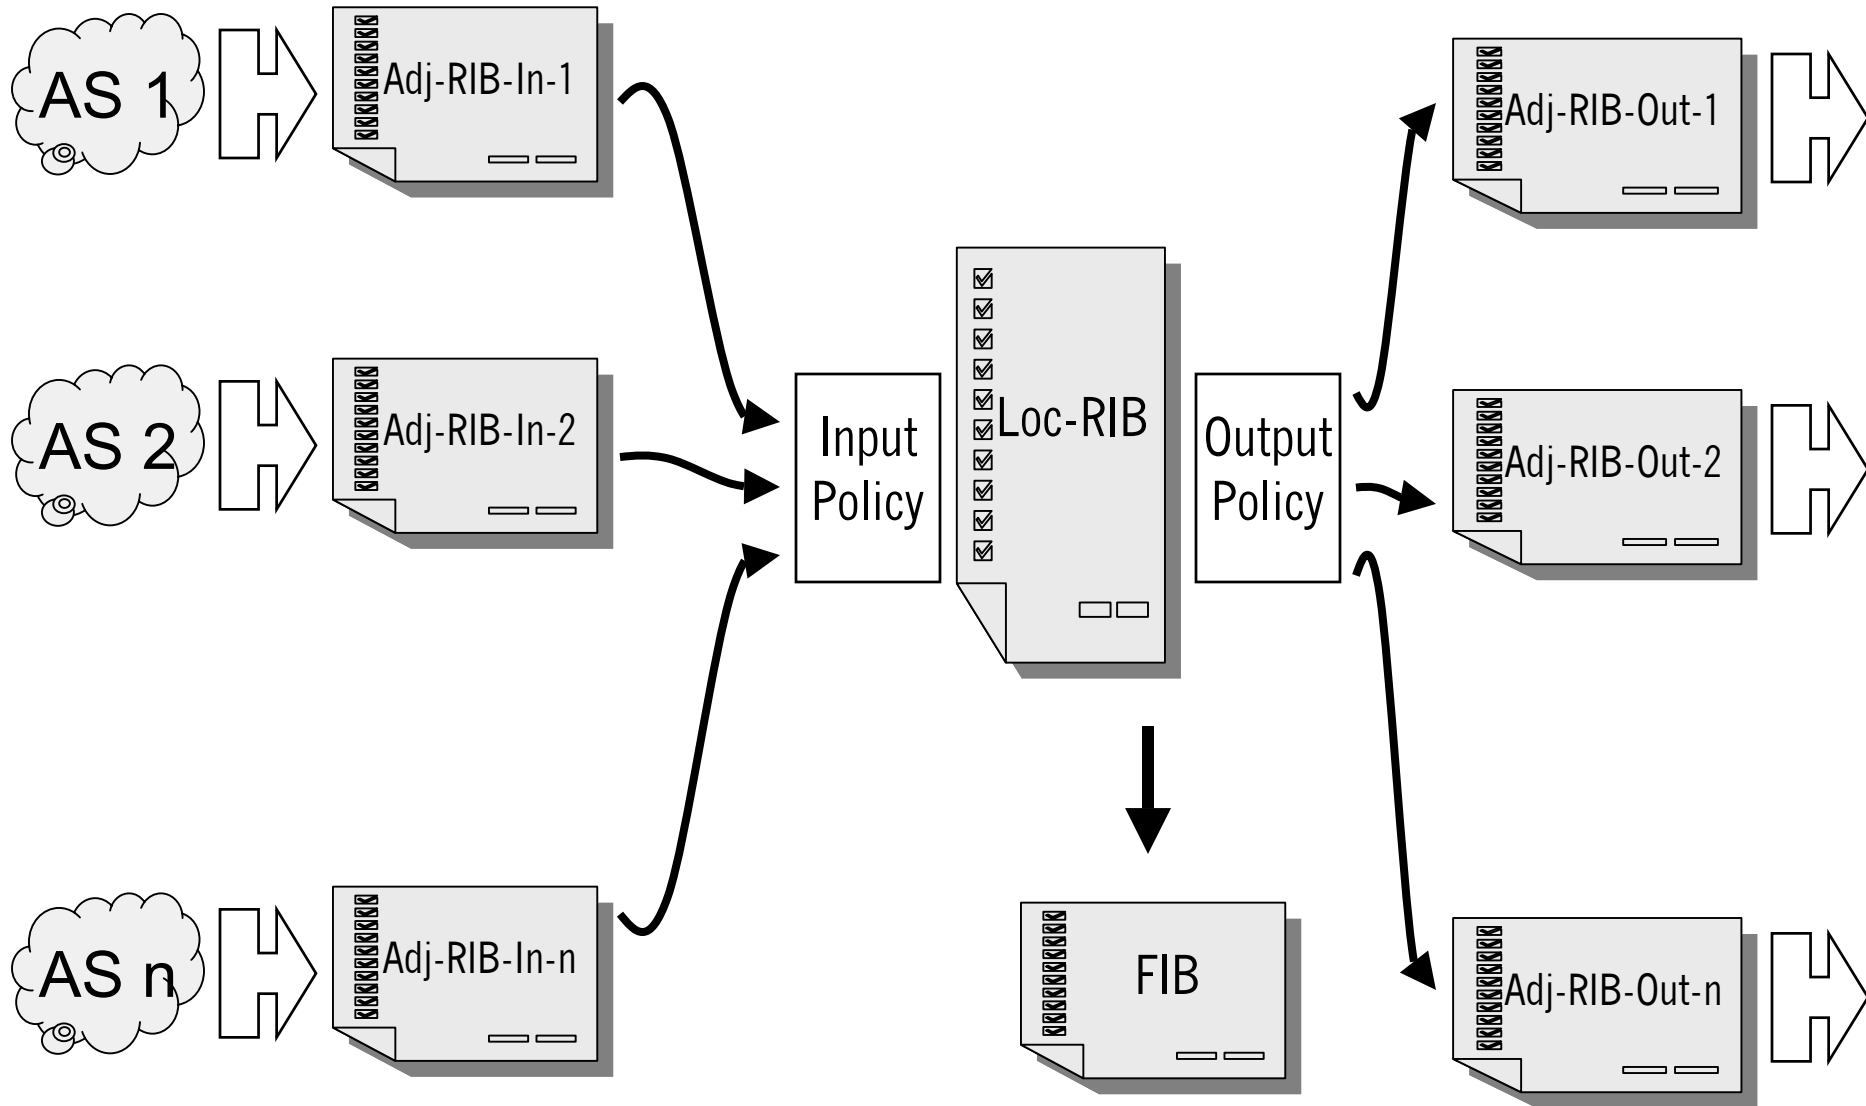 AS 1
Adj-RIB-In-1
Adj-RIB-Out-1
AS 2
Adj-RIB-In-2
Input
Policy
Loc-RIB
Output
Policy
Adj-RIB-Out-2
AS n
Adj-RIB-In-n
FIB
Adj-RIB-Out-n